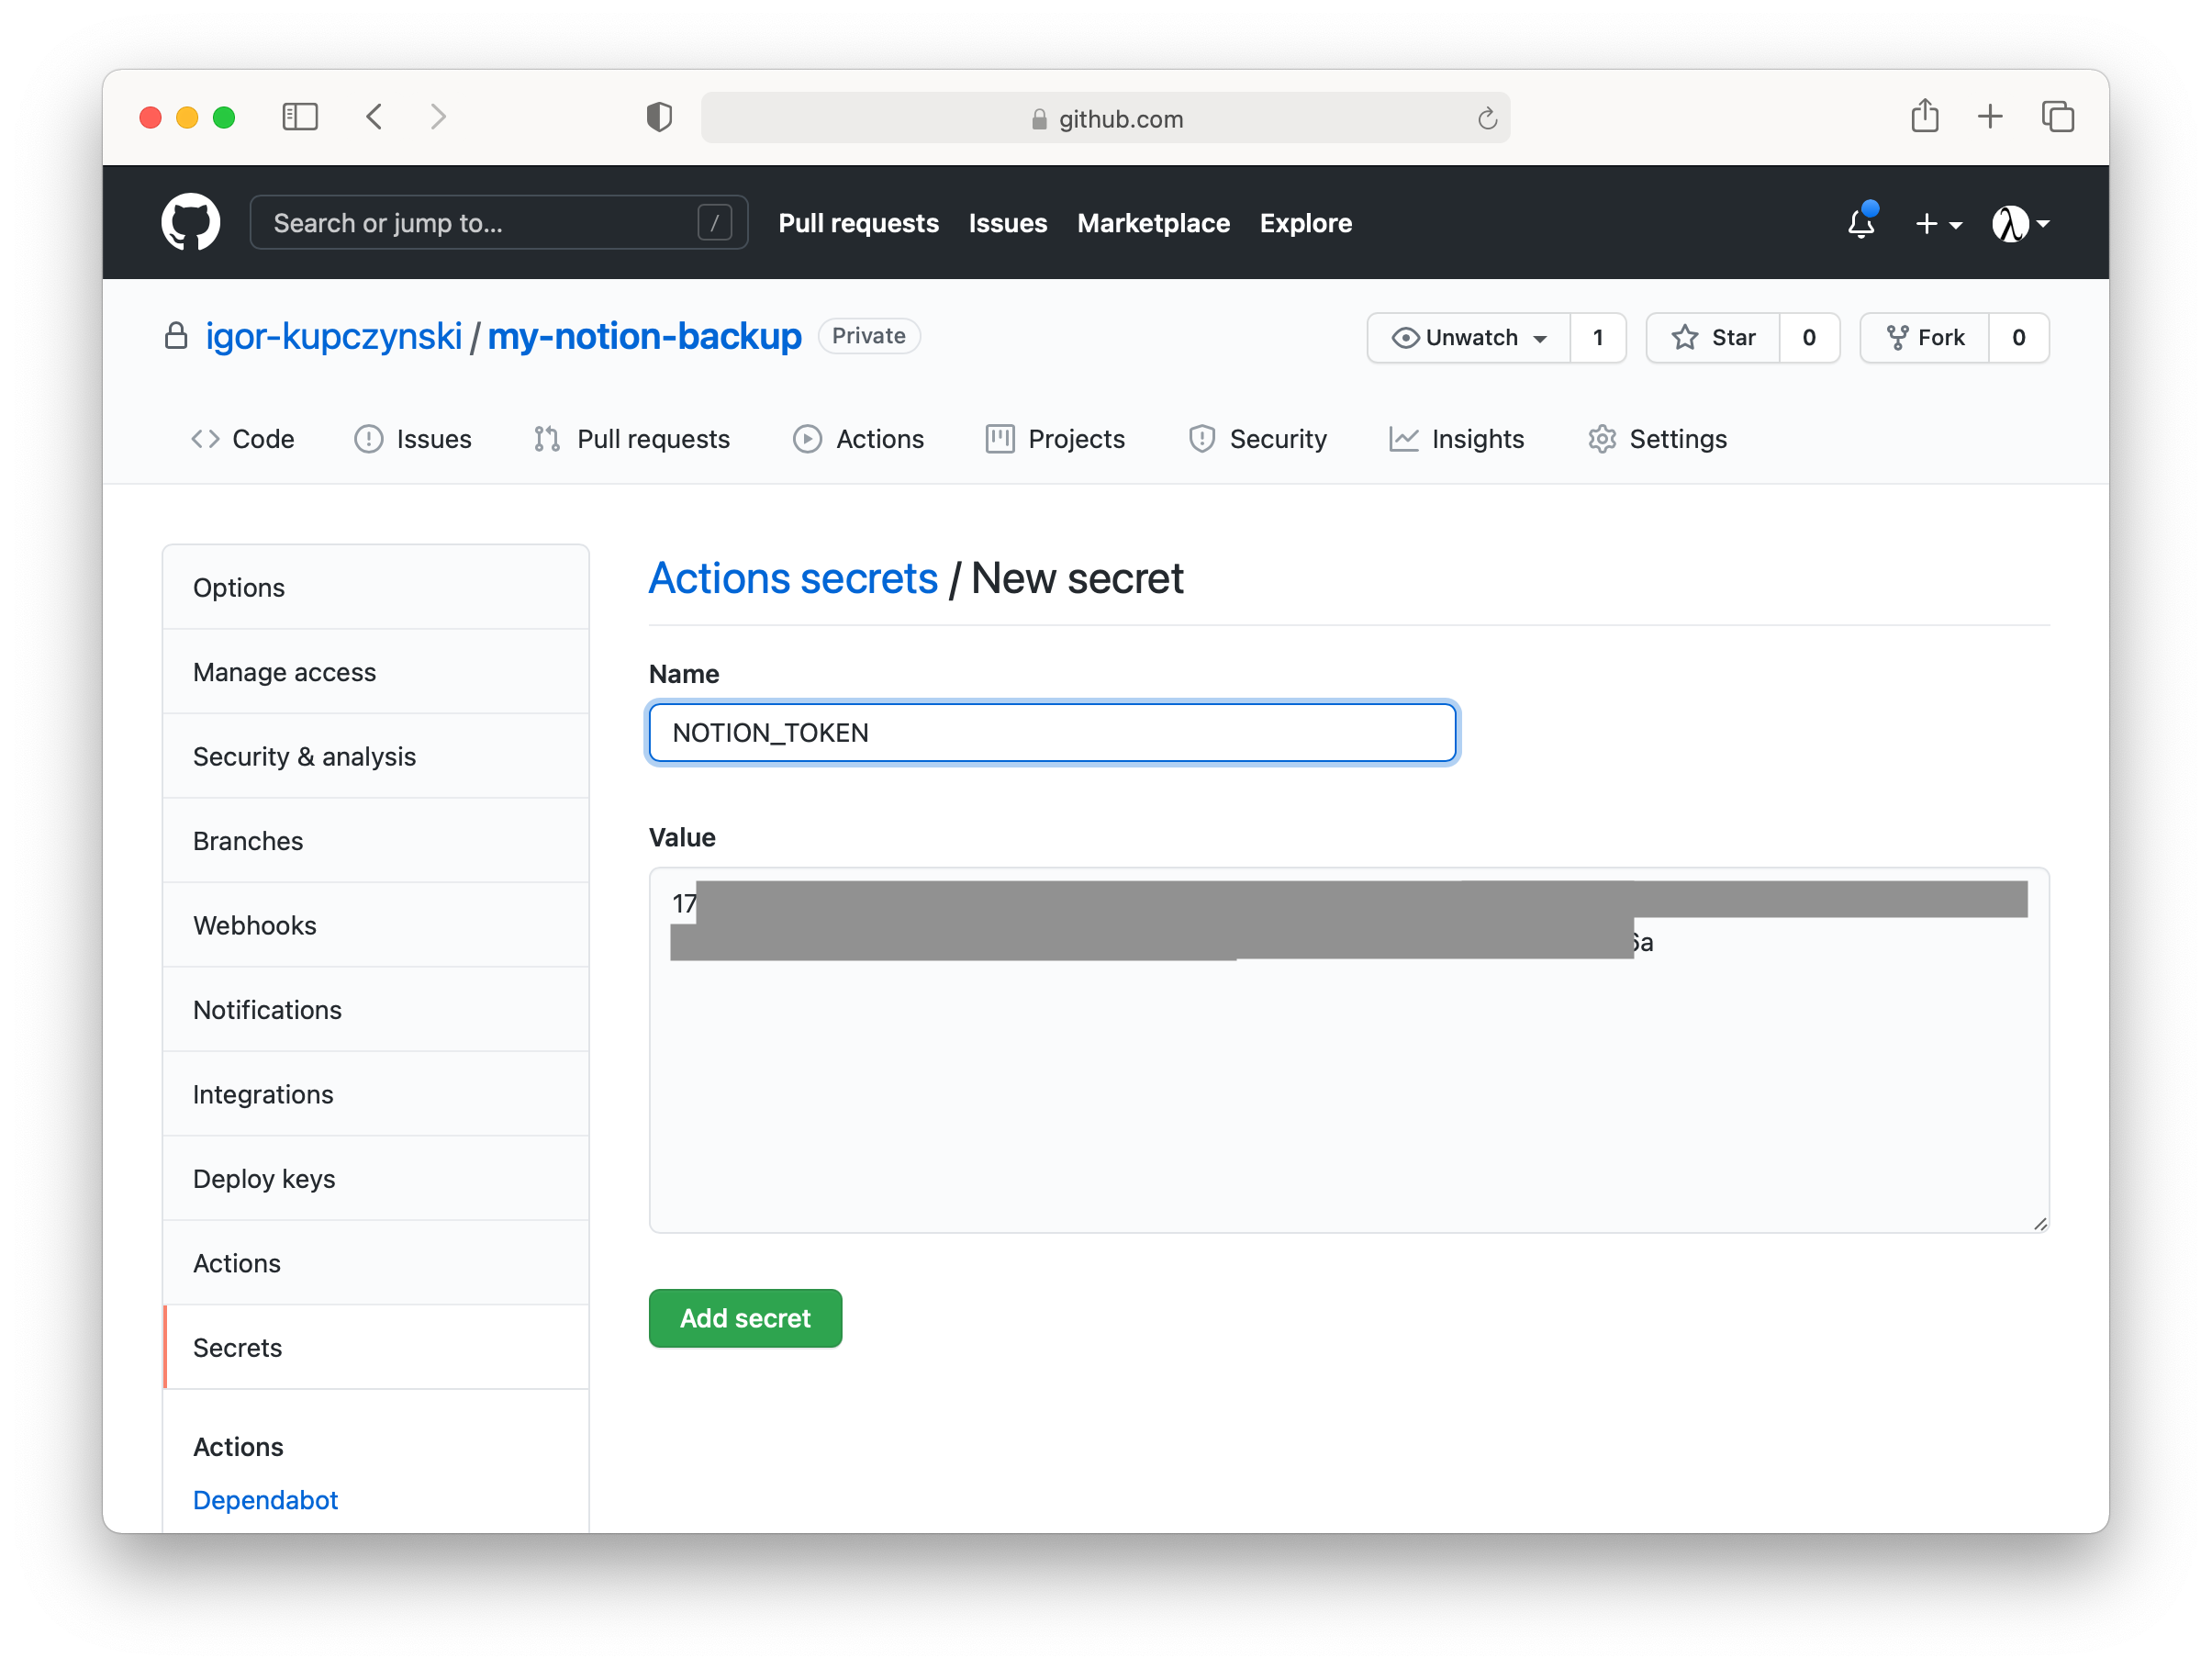 github.com
Search or jump to... /
Pull requests Issues Marketplace Explore
igor-kupczynski / my-notion-backup Private
Unwatch 1 Star 0 Fork 0
Code Issues Pull requests Actions Projects Security Insights Settings
Options
Manage access
Security & analysis
Branches
Webhooks
Notifications
Integrations
Deploy keys
Actions
Secrets
Actions
Dependabot
Actions secrets / New secret
Name
NOTION_TOKEN
Value
17
6a
Add secret